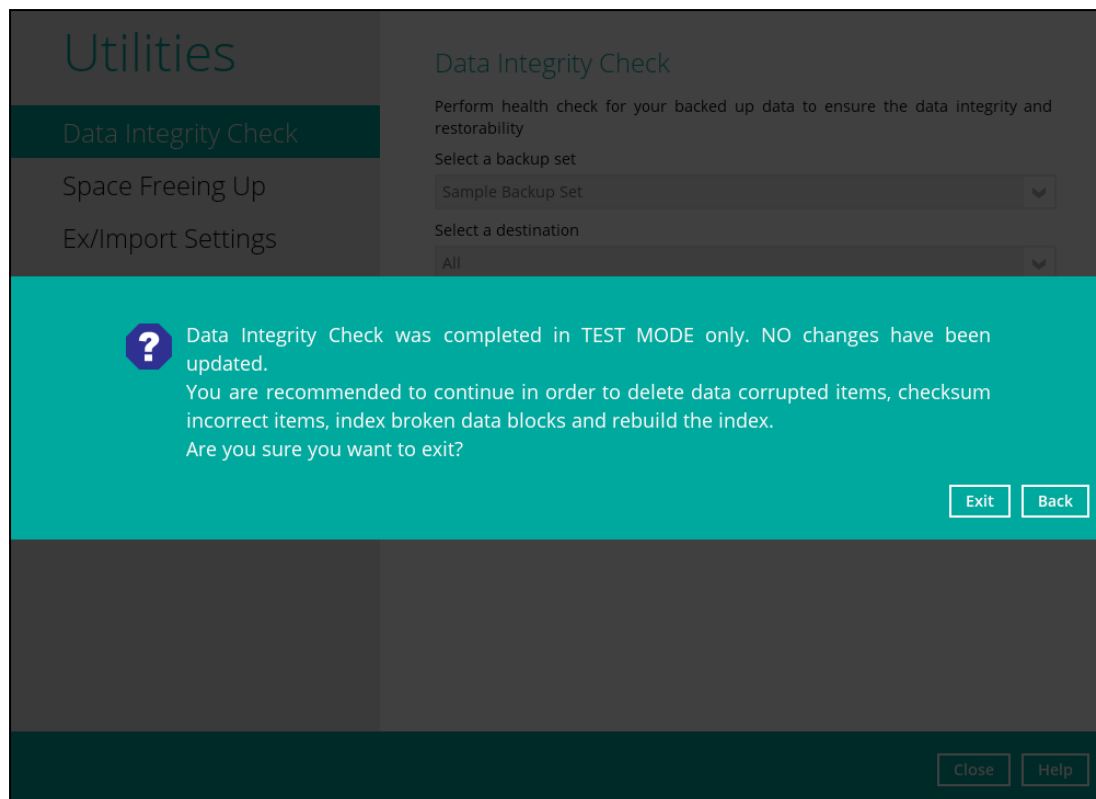 Utilities
Data Integrity Check
Space Freeing Up
Ex/Import Settings
Data Integrity Check
Perform health check for your backed up data to ensure the data integrity and
restorability
Select a backup set
Sample Backup Set
Select a destination
All
Data Integrity Check was completed in TEST MODE only. NO changes have been
updated.
You are recommended to continue in order to delete data corrupted items, checksum
incorrect items, index broken data blocks and rebuild the index.
Are you sure you want to exit?
Exit
Back
Close
Help